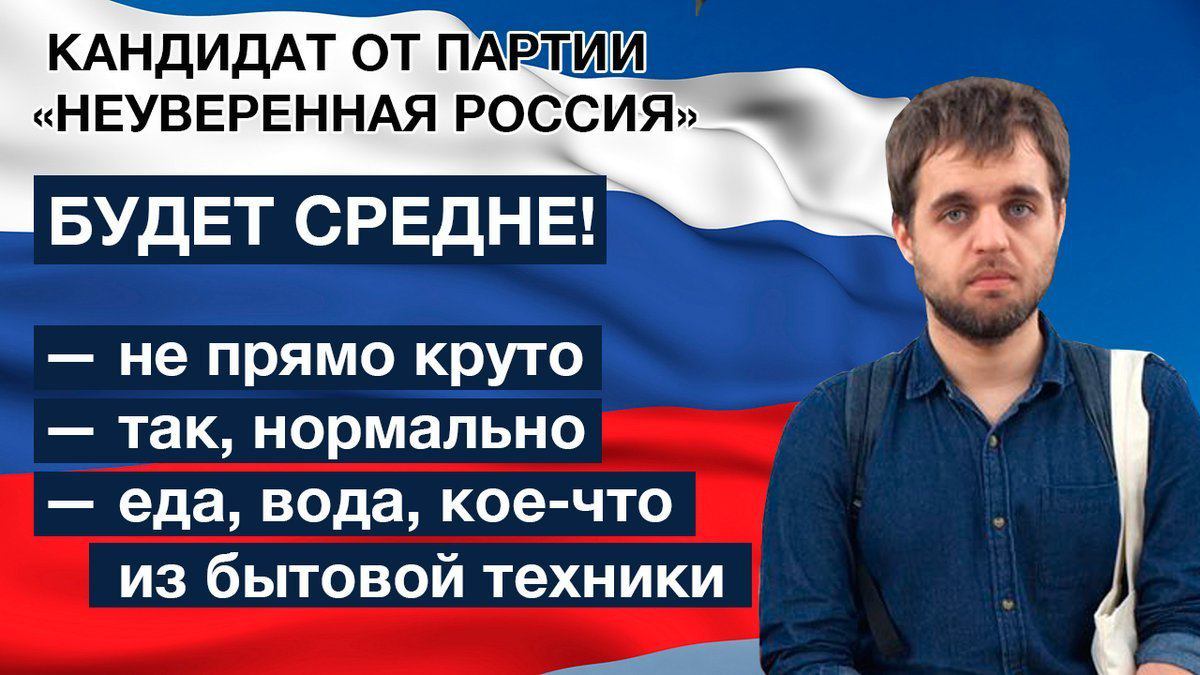 КАНДИДАТ ОТ ПАРТИИ
«НЕУВЕРЕННАЯ РОССИЯ»
БУДЕТ СРЕДНЕ!
— не прямо круто
— так, нормально
— еда, вода, кое-что
из бытовой техники